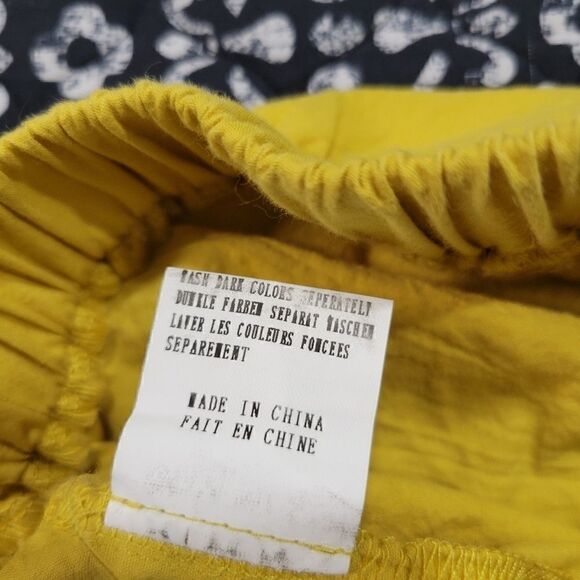 WASH DARK COLORS SEPERATELY
DUNKLE FARBEN SEPARAT WASCHEN
LAVER LES COULEURS FONCEES
SEPAREMENT
MADE IN CHINA
FAIT EN CHINE